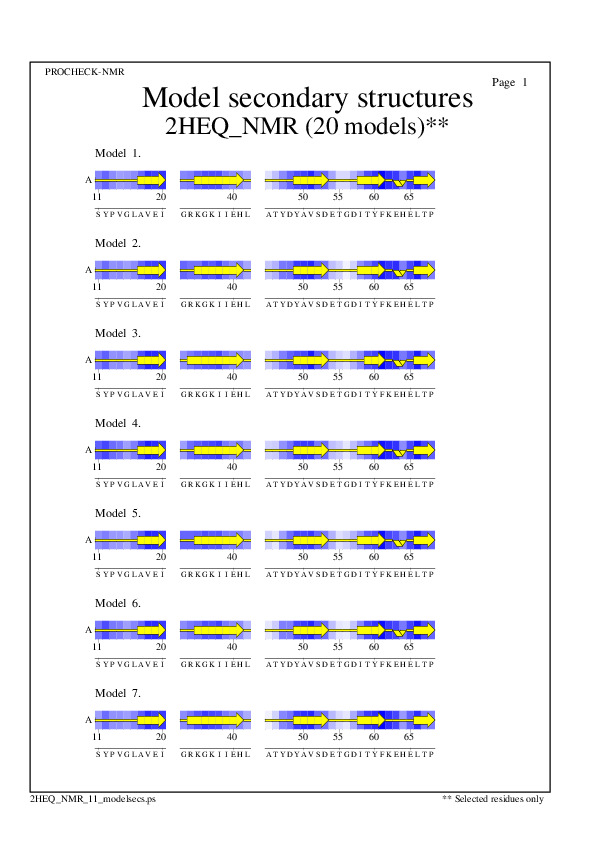 PROCHECK-NMR
Page 1
Model secondary structures
2HEQ_NMR (20 models)**
Model 1.
A
11 20 40 50 55 60 65
SYPVGLAVEI GRKGKIIEHL ATYDYAVSDETGDITYFKEHELTP
Model 2.
A
11 20 40 50 55 60 65
SYPVGLAVEI GRKGKIIEHL ATYDYAVSDETGDITYFKEHELTP
Model 3.
A
11 20 40 50 55 60 65
SYPVGLAVEI GRKGKIIEHL ATYDYAVSDETGDITYFKEHELTP
Model 4.
A
11 20 40 50 55 60 65
SYPVGLAVEI GRKGKIIEHL ATYDYAVSDETGDITYFKEHELTP
Model 5.
A
11 20 40 50 55 60 65
SYPVGLAVEI GRKGKIIEHL ATYDYAVSDETGDITYFKEHELTP
Model 6.
A
11 20 40 50 55 60 65
SYPVGLAVEI GRKGKIIEHL ATYDYAVSDETGDITYFKEHELTP
Model 7.
A
11 20 40 50 55 60 65
SYPVGLAVEI GRKGKIIEHL ATYDYAVSDETGDITYFKEHELTP
2HEQ_NMR_11_modelsecs.ps
** Selected residues only